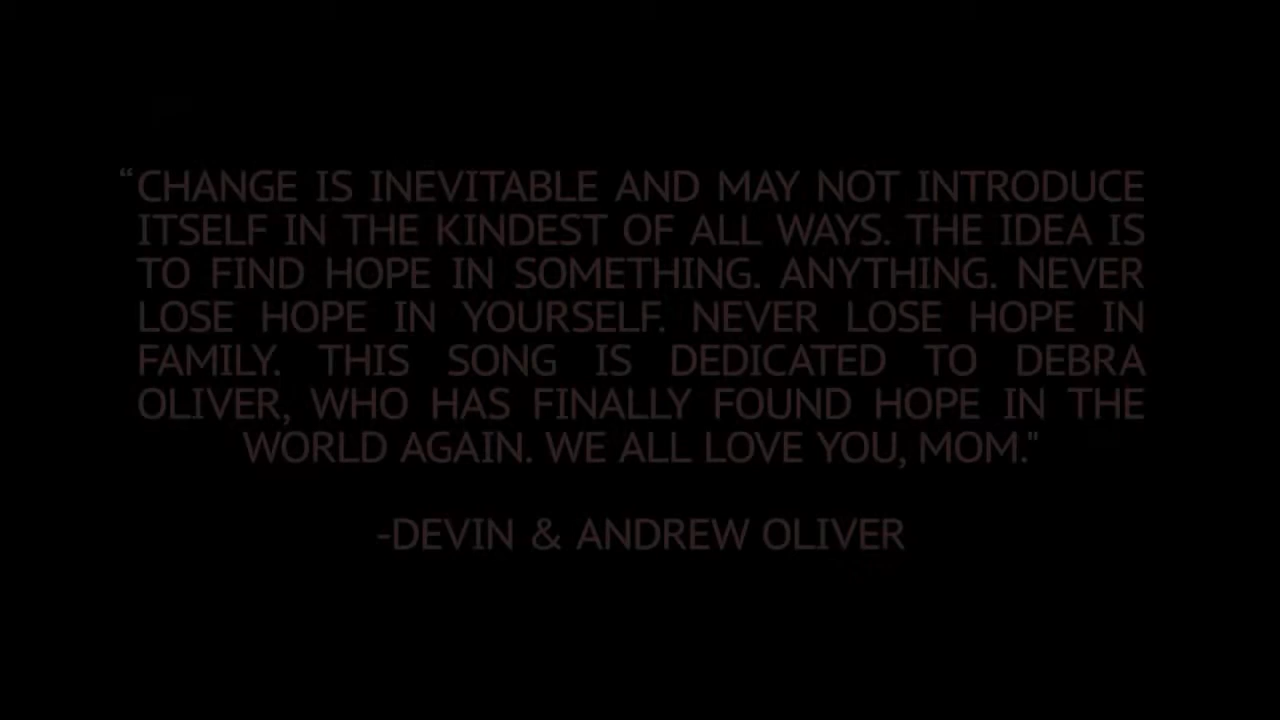 “CHANGE IS INEVITABLE AND MAY NOT INTRODUCE
ITSELF IN THE KINDEST OF ALL WAYS. THE IDEA IS
TO FIND HOPE IN SOMETHING. ANYTHING. NEVER
LOSE HOPE IN YOURSELF. NEVER LOSE HOPE IN
FAMILY. THIS SONG IS DEDICATED TO DEBRA
OLIVER, WHO HAS FINALLY FOUND HOPE IN THE
WORLD AGAIN. WE ALL LOVE YOU, MOM."
-DEVIN & ANDREW OLIVER